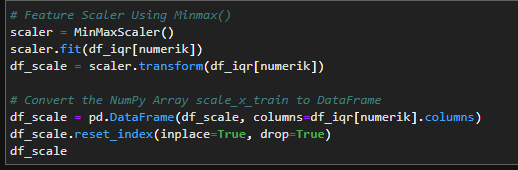 # Feature Scaler Using Minmax()
scaler = MinMaxScaler()
scaler.fit(df_iqr[numerik])
df_scale = scaler.transform(df_iqr[numerik])

# Convert the NumPy Array scale_x_train to DataFrame
df_scale = pd.DataFrame(df_scale, columns=df_iqr[numerik].columns)
df_scale.reset_index(inplace=True, drop=True)
df_scale